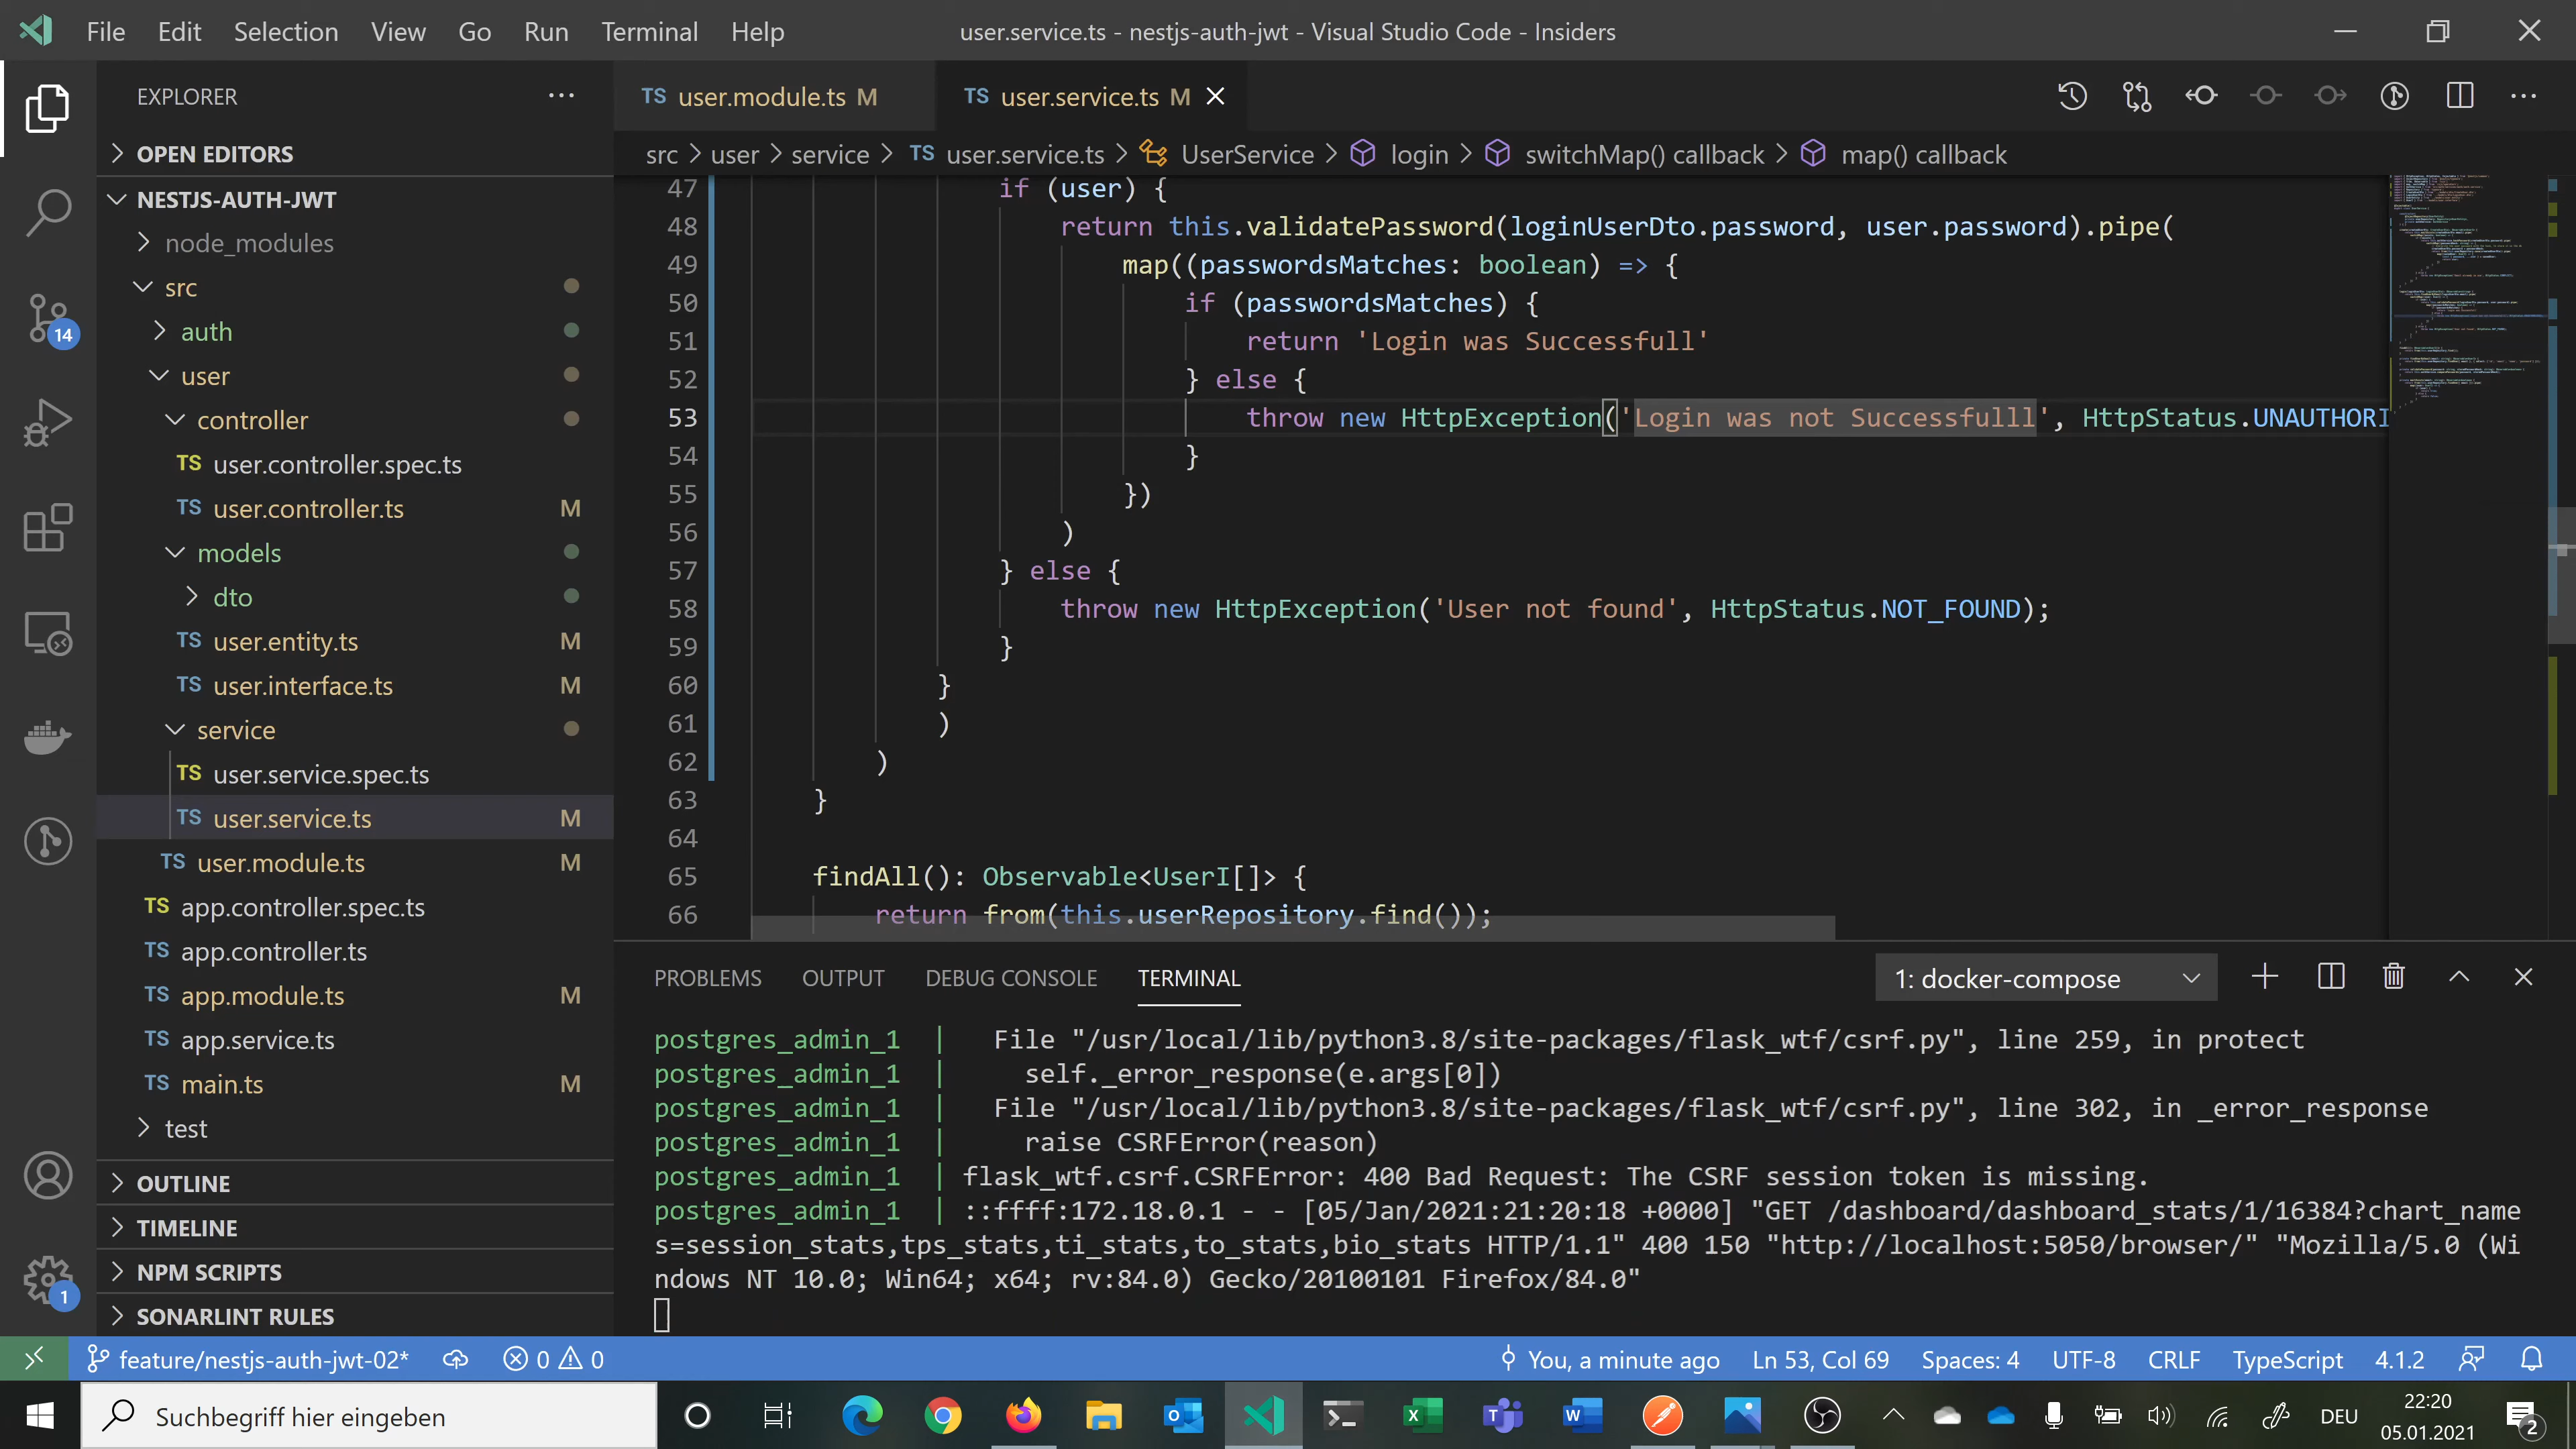 File Edit Selection View Go Run Terminal Help user.service.ts - nestjs-auth-jwt - Visual Studio Code - Insiders
EXPLORER
OPEN EDITORS
NESTJS-AUTH-JWT
node_modules
src
auth
user
controller
TS user.controller.spec.ts
TS user.controller.ts M
models
dto
TS user.entity.ts M
TS user.interface.ts M
service
TS user.service.spec.ts
TS user.service.ts M
TS user.module.ts M
TS app.controller.spec.ts
TS app.controller.ts
TS app.module.ts M
TS app.service.ts
TS main.ts M
test
OUTLINE
TIMELINE
NPM SCRIPTS
SONARLINT RULES
14
1
TS user.module.ts M TS user.service.ts M
src > user > service > TS user.service.ts > UserService > login > switchMap() callback > map() callback
47 if (user) {
48 return this.validatePassword(loginUserDto.password, user.password).pipe(
49 map((passwordsMatches: boolean) => {
50 if (passwordsMatches) {
51 return 'Login was Successfull'
52 } else {
53 throw new HttpException('Login was not Successfulll', HttpStatus.UNAUTHORI
54 }
55 })
56 )
57 } else {
58 throw new HttpException('User not found', HttpStatus.NOT_FOUND);
59 }
60 }
61 )
62 )
63 }
64
65 findAll(): Observable<UserI[]> {
66 return from(this.userRepository.find());
PROBLEMS OUTPUT DEBUG CONSOLE TERMINAL 1: docker-compose
postgres_admin_1 | File "/usr/local/lib/python3.8/site-packages/flask_wtf/csrf.py", line 259, in protect
postgres_admin_1 | self._error_response(e.args[0])
postgres_admin_1 | File "/usr/local/lib/python3.8/site-packages/flask_wtf/csrf.py", line 302, in _error_response
postgres_admin_1 | raise CSRFError(reason)
postgres_admin_1 | flask_wtf.csrf.CSRFError: 400 Bad Request: The CSRF session token is missing.
postgres_admin_1 | ::ffff:172.18.0.1 - - [05/Jan/2021:21:20:18 +0000] "GET /dashboard/dashboard_stats/1/16384?chart_name
s=session_stats,tps_stats,ti_stats,to_stats,bio_stats HTTP/1.1" 400 150 "http://localhost:5050/browser/" "Mozilla/5.0 (Wi
ndows NT 10.0; Win64; x64; rv:84.0) Gecko/20100101 Firefox/84.0"
feature/nestjs-auth-jwt-02* 0 0 You, a minute ago Ln 53, Col 69 Spaces: 4 UTF-8 CRLF TypeScript 4.1.2
Suchbegriff hier eingeben DEU 22:20
05.01.2021 2